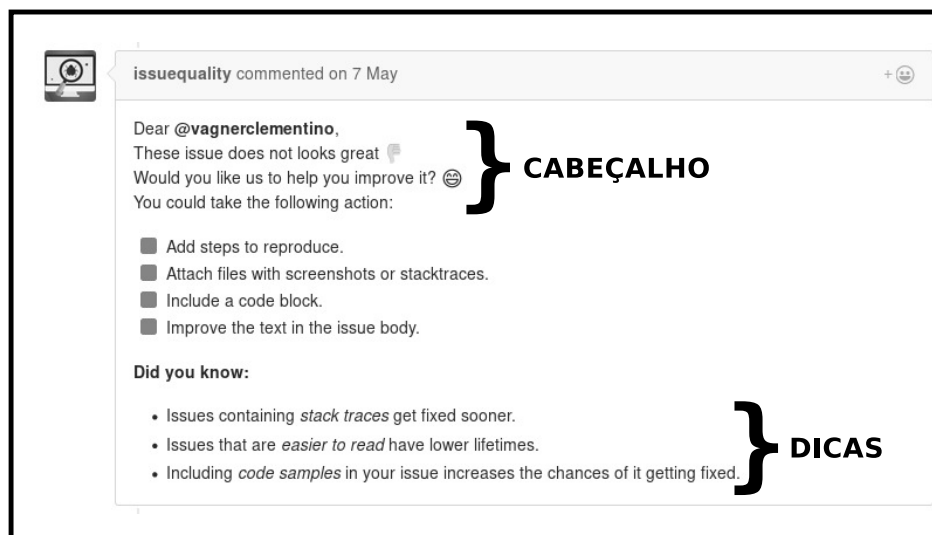 issuequality commented on 7 May
Dear @vagnerclementino,
These issue does not looks great
Would you like us to help you improve it?
You could take the following action:
CABEÇALHO
Add steps to reproduce.
Attach files with screenshots or stacktraces.
Include a code block.
Improve the text in the issue body.
Did you know:
• Issues containing stack traces get fixed sooner.
• Issues that are easier to read have lower lifetimes.
• Including code samples in your issue increases the chances of it getting fixed.
DICAS